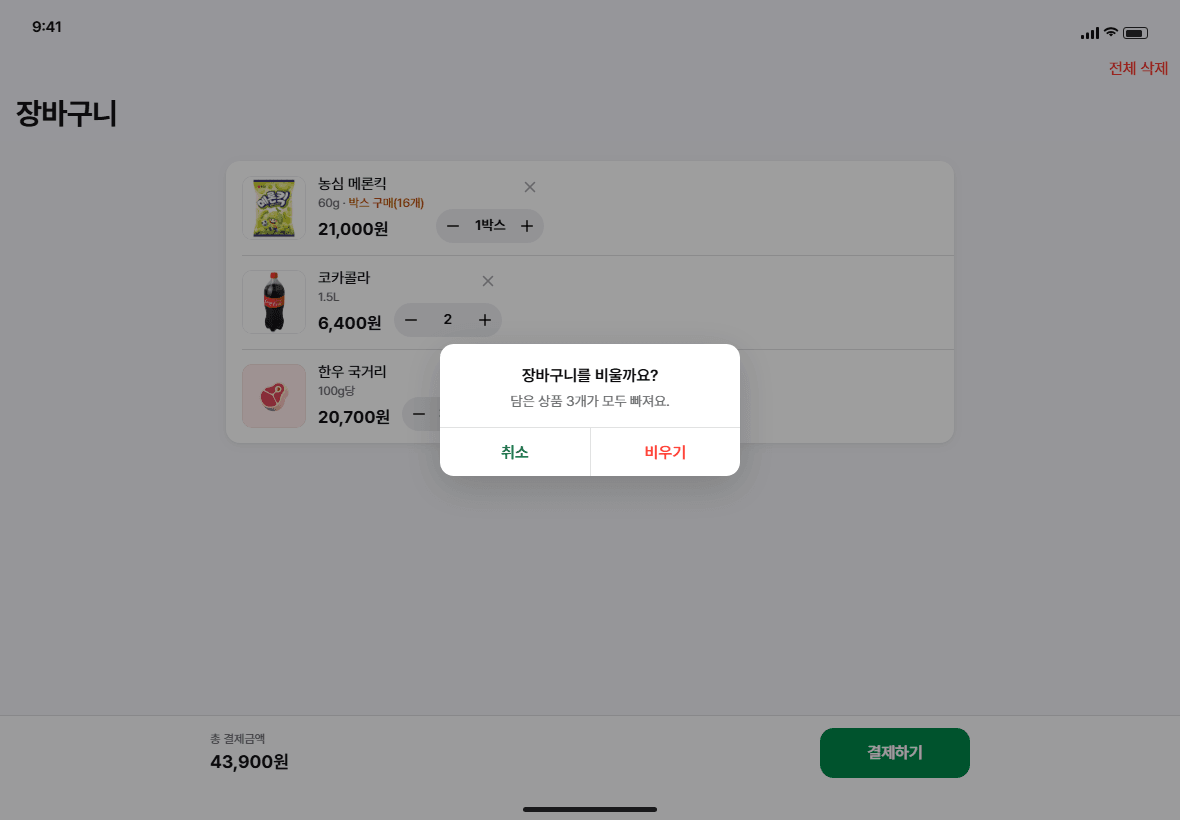 9:41
전체 삭제
장바구니
농심 메론킥
60g · 박스 구매(16개)
21,000원
1박스
코카콜라
1.5L
6,400원
2
한우 국거리
100g당
20,700원
장바구니를 비울까요?
담은 상품 3개가 모두 빠져요.
취소
비우기
총 결제금액
43,900원
결제하기